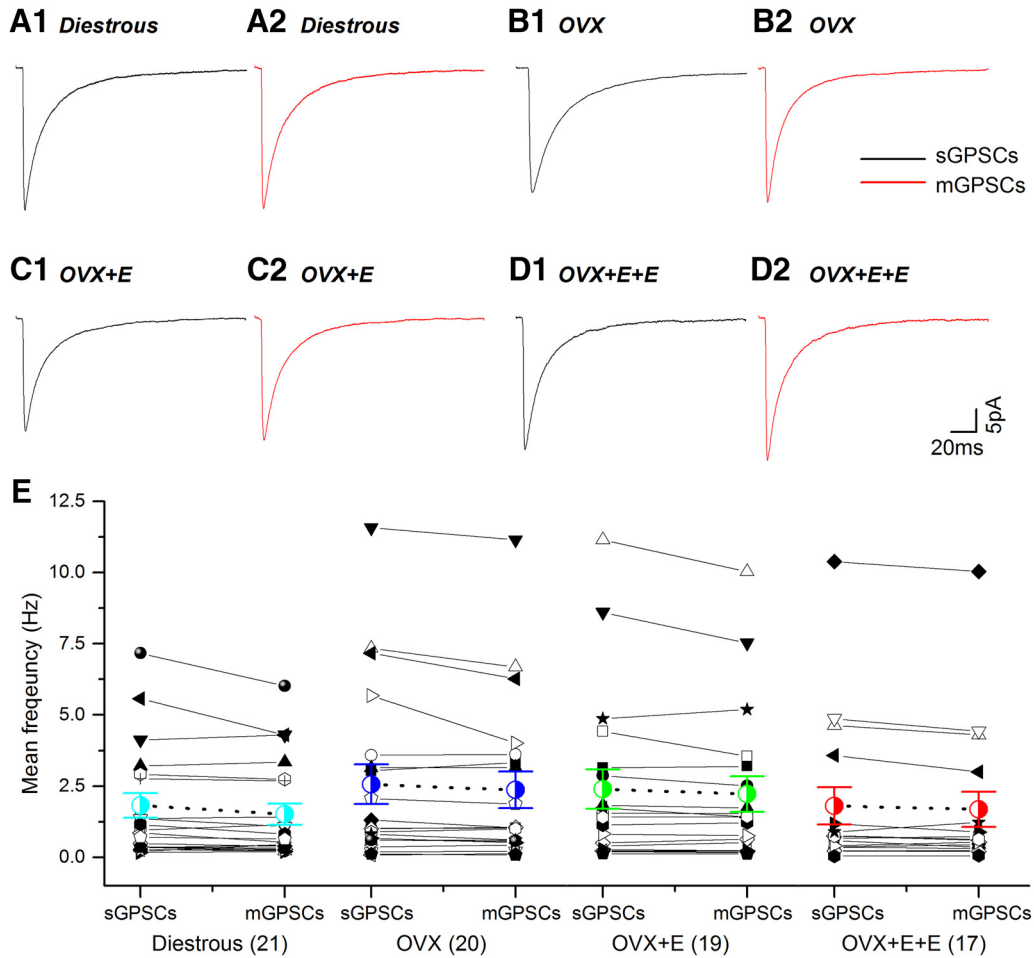 A1 Diestrous A2 Diestrous B1 OVX B2 OVX
sGPSCs
mGPSCs
C1 OVX+E C2 OVX+E D1 OVX+E+E D2 OVX+E+E
5pA
20ms
E
Mean freqeuncy (Hz)
12.5
10.0
7.5
5.0
2.5
0.0
sGPSCs mGPSCs sGPSCs mGPSCs sGPSCs mGPSCs sGPSCs mGPSCs
Diestrous (21) OVX (20) OVX+E (19) OVX+E+E (17)